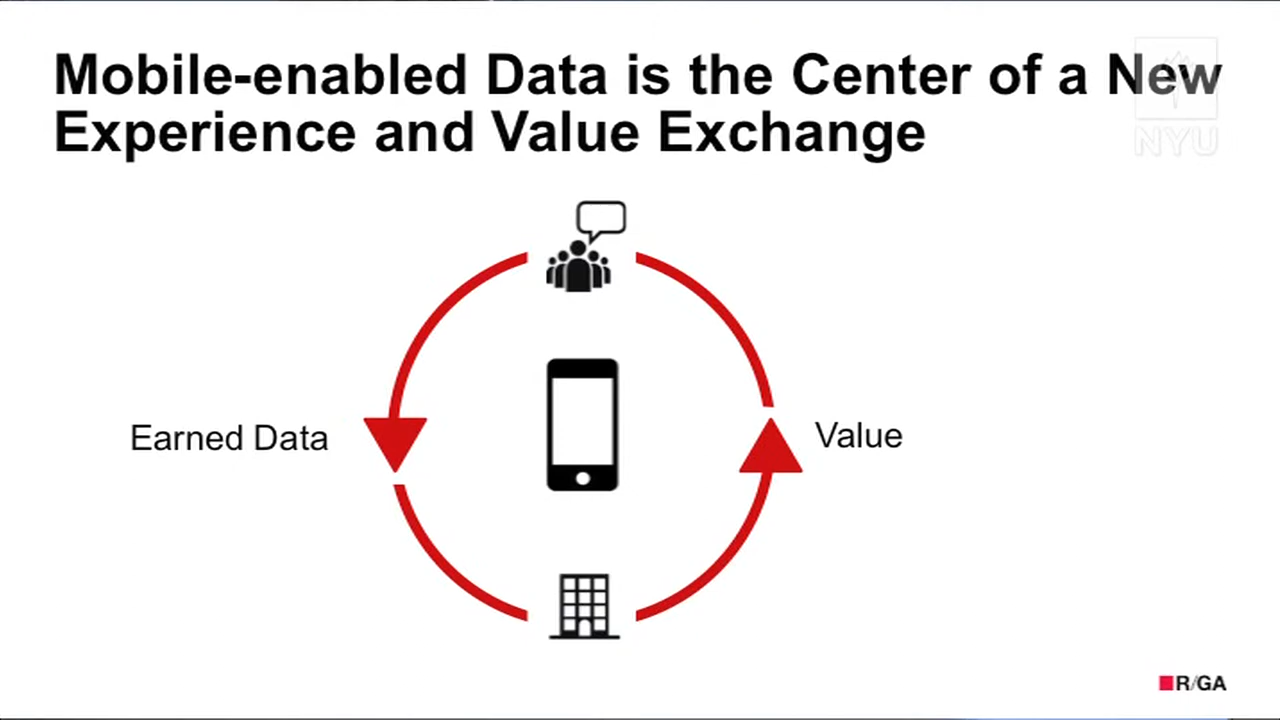 Mobile-enabled Data is the Center of a New
Experience and Value Exchange
NYU
Earned Data
Value
R/GA